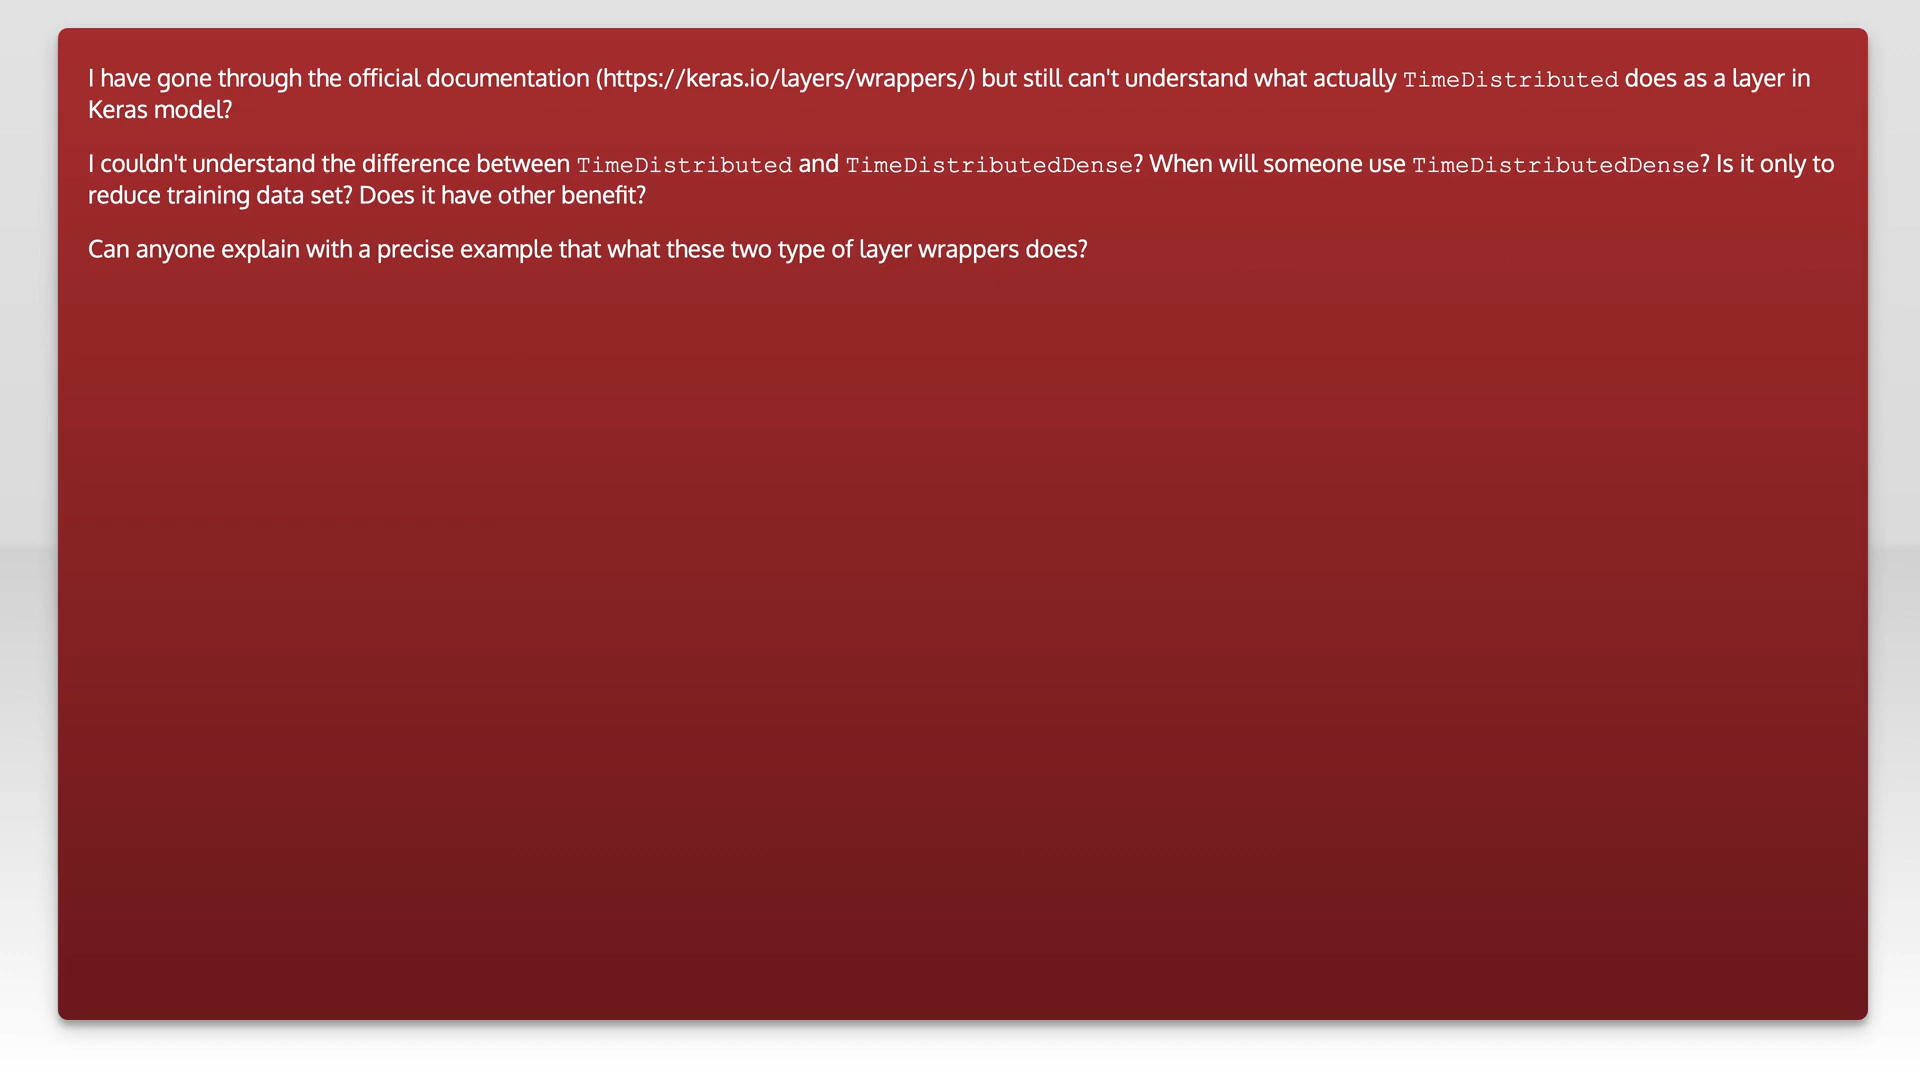 I have gone through the official documentation (https://keras.io/layers/wrappers/) but still can't understand what actually TimeDistributed does as a layer in
Keras model?
I couldn't understand the difference between TimeDistributed and TimeDistributedDense? When will someone use TimeDistributedDense? Is it only to
reduce training data set? Does it have other benefit?
Can anyone explain with a precise example that what these two type of layer wrappers does?